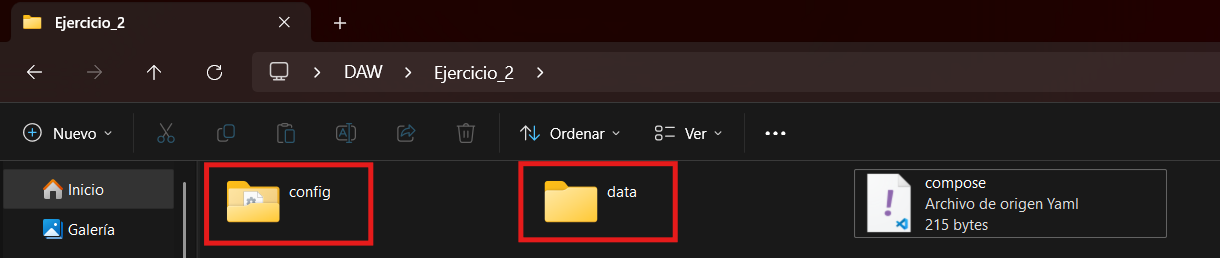 Ejercicio_2
DAW
Ejercicio_2
Nuevo
Ordenar
Ver
Inicio
Galería
config
data
compose
Archivo de origen Yaml
215 bytes